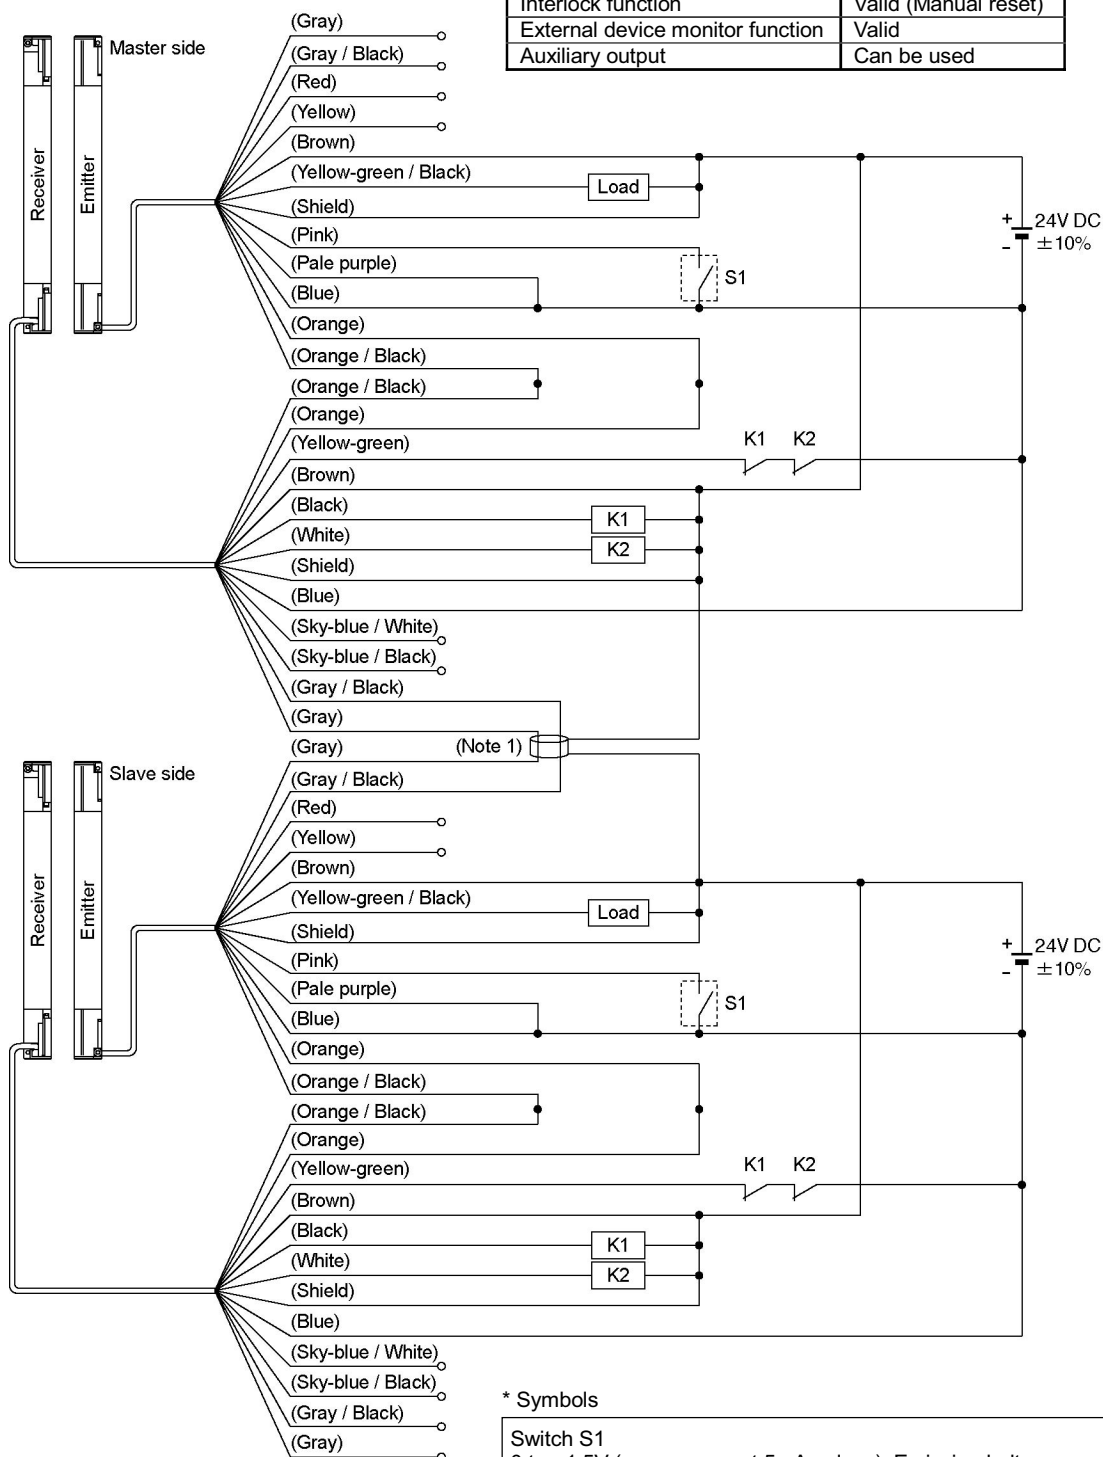 Interlock function Valid (Manual reset)
External device monitor function Valid
Auxiliary output Can be used
Master side
Receiver
Emitter
(Gray)
(Gray / Black)
(Red)
(Yellow)
(Brown)
(Yellow-green / Black)
Load
(Shield)
(Pink)
(Pale purple)
S1
(Blue)
+ 24V DC
- ±10%
(Orange)
(Orange / Black)
(Orange / Black)
(Orange)
(Yellow-green)
K1 K2
(Brown)
(Black)
K1
(White)
K2
(Shield)
(Blue)
(Sky-blue / White)
(Sky-blue / Black)
(Gray / Black)
(Gray)
(Gray)
(Note 1)
Slave side
Receiver
Emitter
(Gray / Black)
(Red)
(Yellow)
(Brown)
(Yellow-green / Black)
Load
(Shield)
(Pink)
(Pale purple)
S1
(Blue)
+ 24V DC
- ±10%
(Orange)
(Orange / Black)
(Orange / Black)
(Orange)
(Yellow-green)
K1 K2
(Brown)
(Black)
K1
(White)
K2
(Shield)
(Blue)
(Sky-blue / White)
(Sky-blue / Black)
(Gray / Black)
(Gray)
* Symbols
Switch S1